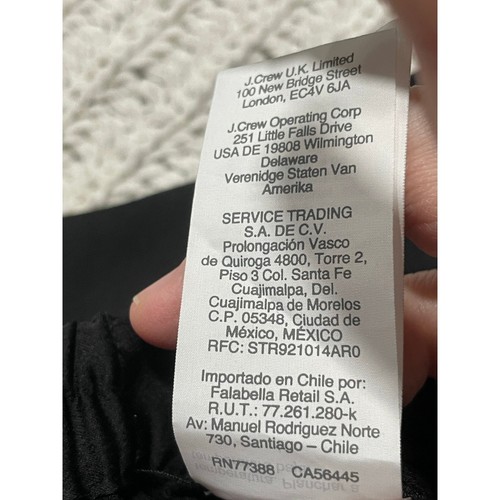 J.Crew U.K. Limited
100 New Bridge Street
London, EC4V 6JA
J.Crew Operating Corp
251 Little Falls Drive
USA DE 19808 Wilmington
Delaware
Verenidge Staten Van
Amerika
SERVICE TRADING
S.A. DE C.V.
Prolongación Vasco
de Quiroga 4800, Torre 2,
Piso 3 Col. Santa Fe
Cuajimalpa, Del.
Cuajimalpa de Morelos
C.P. 05348, Ciudad de
México, MÉXICO
RFC: STR921014AR0
Importado en Chile por:
Falabella Retail S.A.
R.U.T.: 77.261.280-k
Av: Manuel Rodriguez Norte
730, Santiago – Chile
RN77388 CA56445